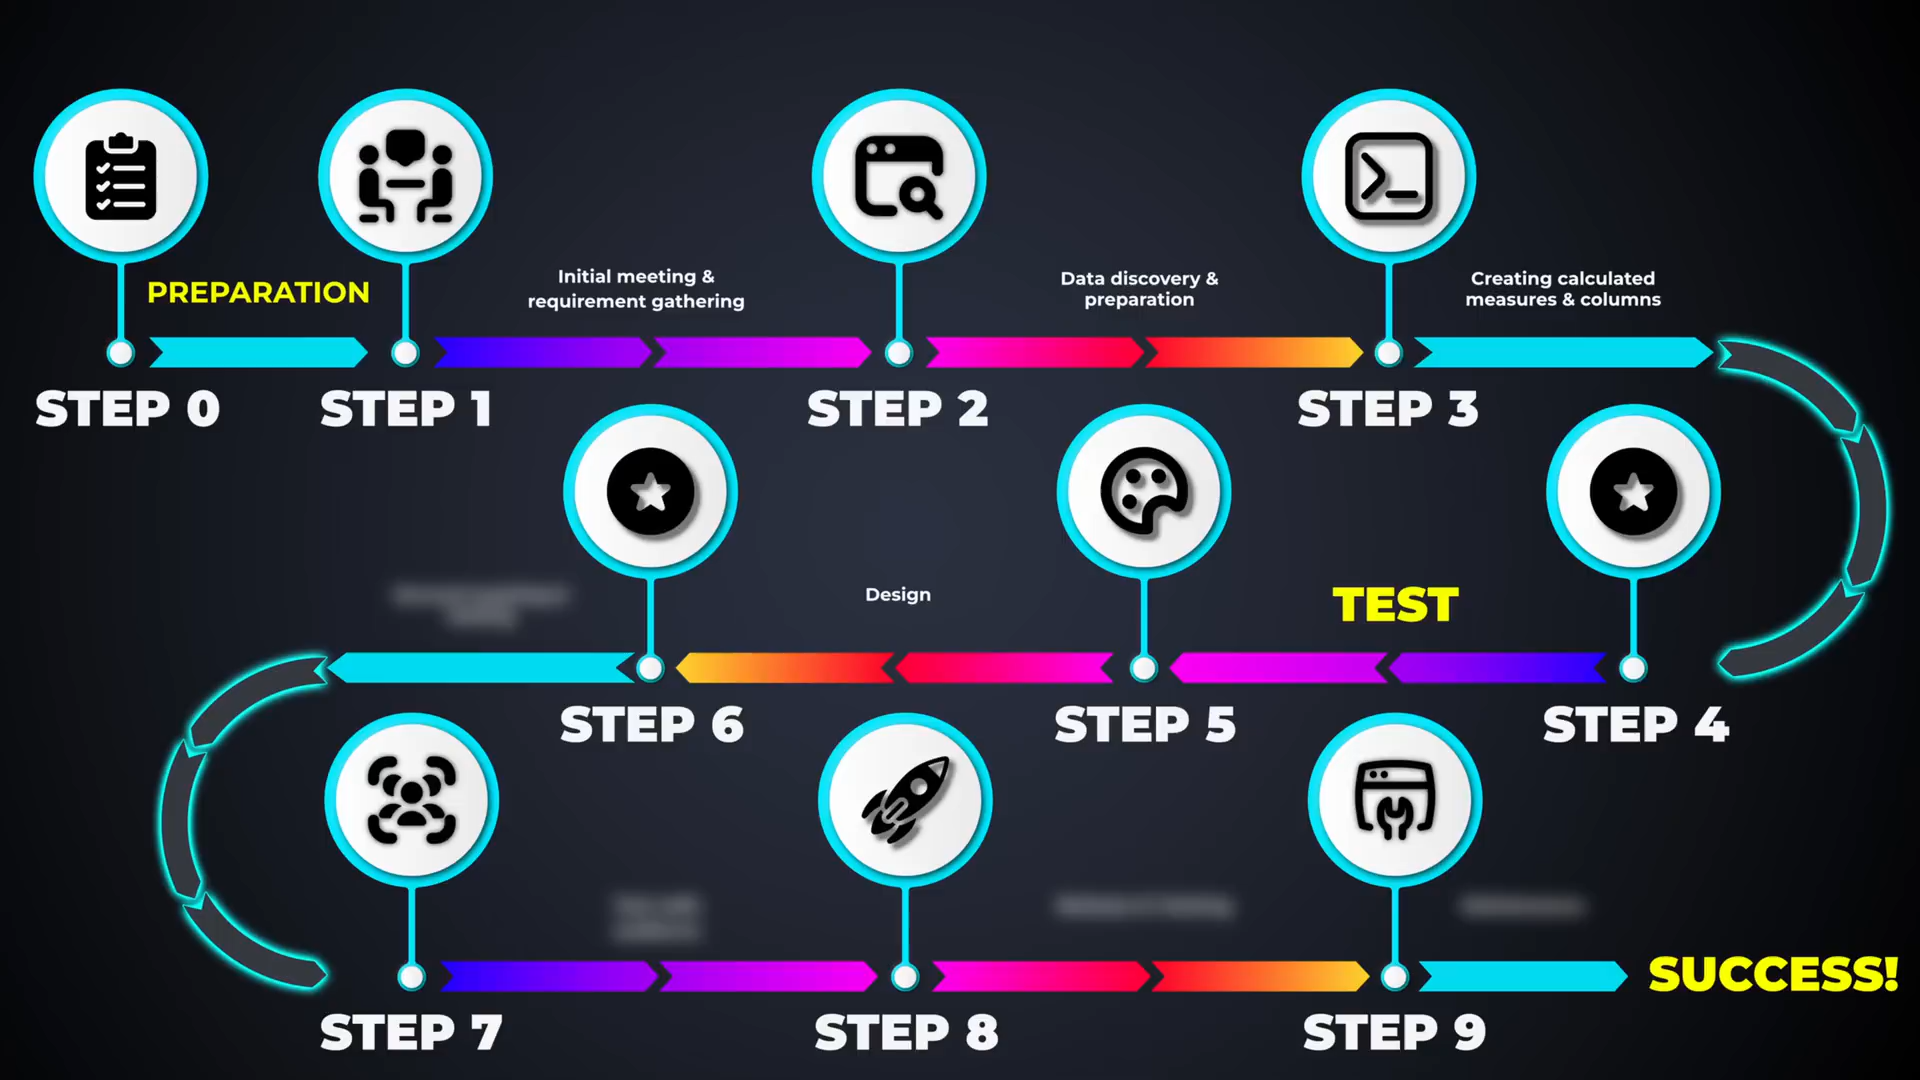 PREPARATION
Initial meeting &
requirement gathering
Data discovery &
preparation
Creating calculated
measures & columns
STEP 0
STEP 1
STEP 2
STEP 3
TEST
Design
STEP 6
STEP 5
STEP 4
SUCCESS!
STEP 7
STEP 8
STEP 9